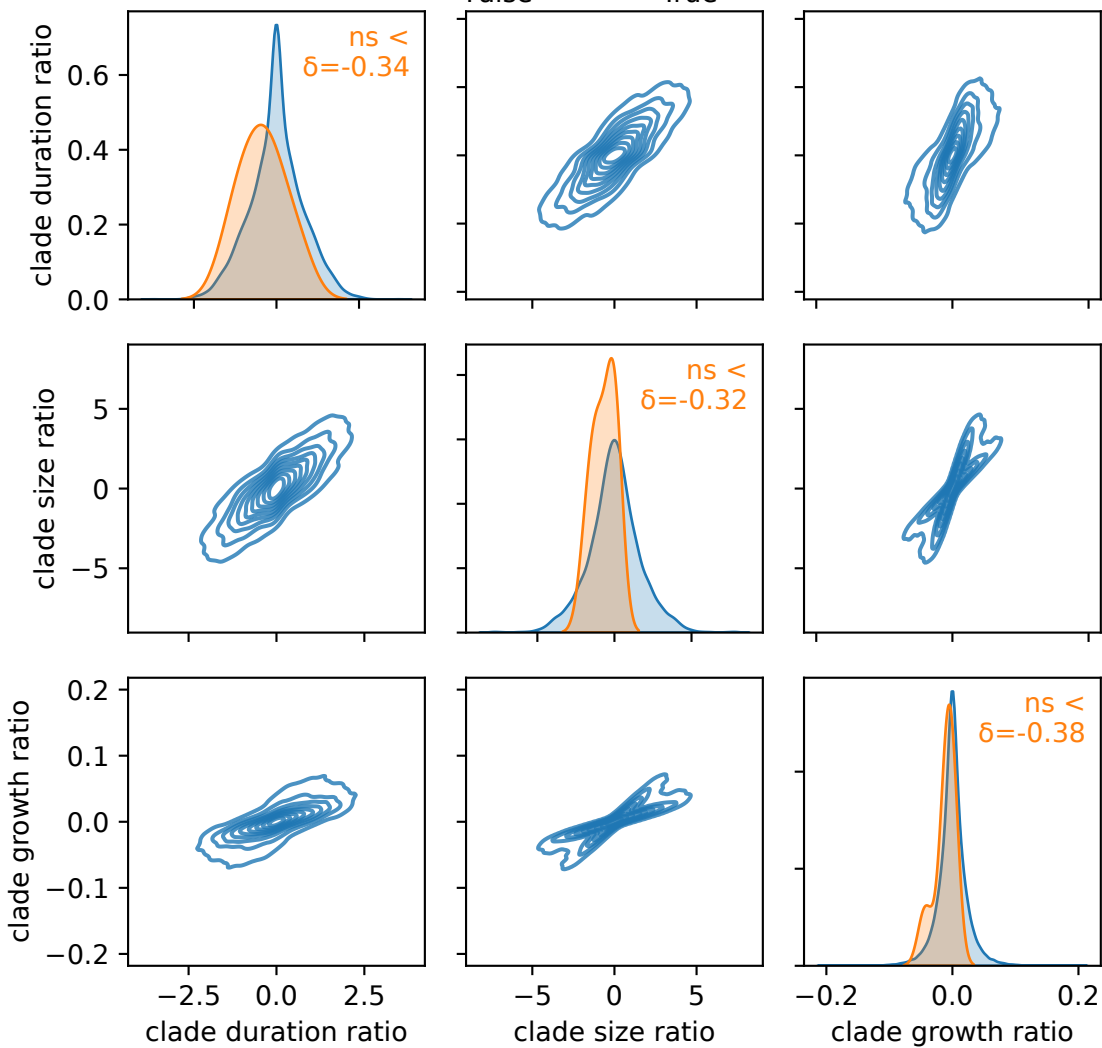 clade duration ratio
0.6
0.4
0.2
0.0
ns <
δ=-0.34
clade size ratio
5
0
−5
ns <
δ=-0.32
clade growth ratio
0.2
0.1
0.0
−0.1
−0.2
ns <
δ=-0.38
−2.5 0.0 2.5
−5 0 5
−0.2 0.0 0.2
clade duration ratio
clade size ratio
clade growth ratio